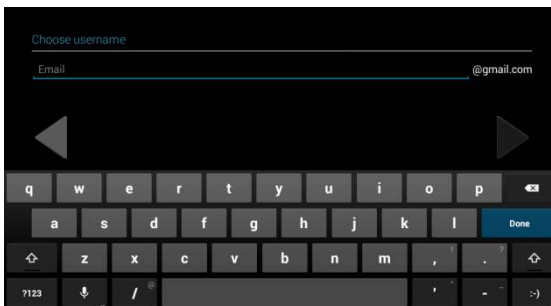 Choose username
Email @gmail.com
q w e r t y u i o p
a s d f g h j k l Done
z x c v b n m , ! . ?
?123 / @ ' " - _ :-)